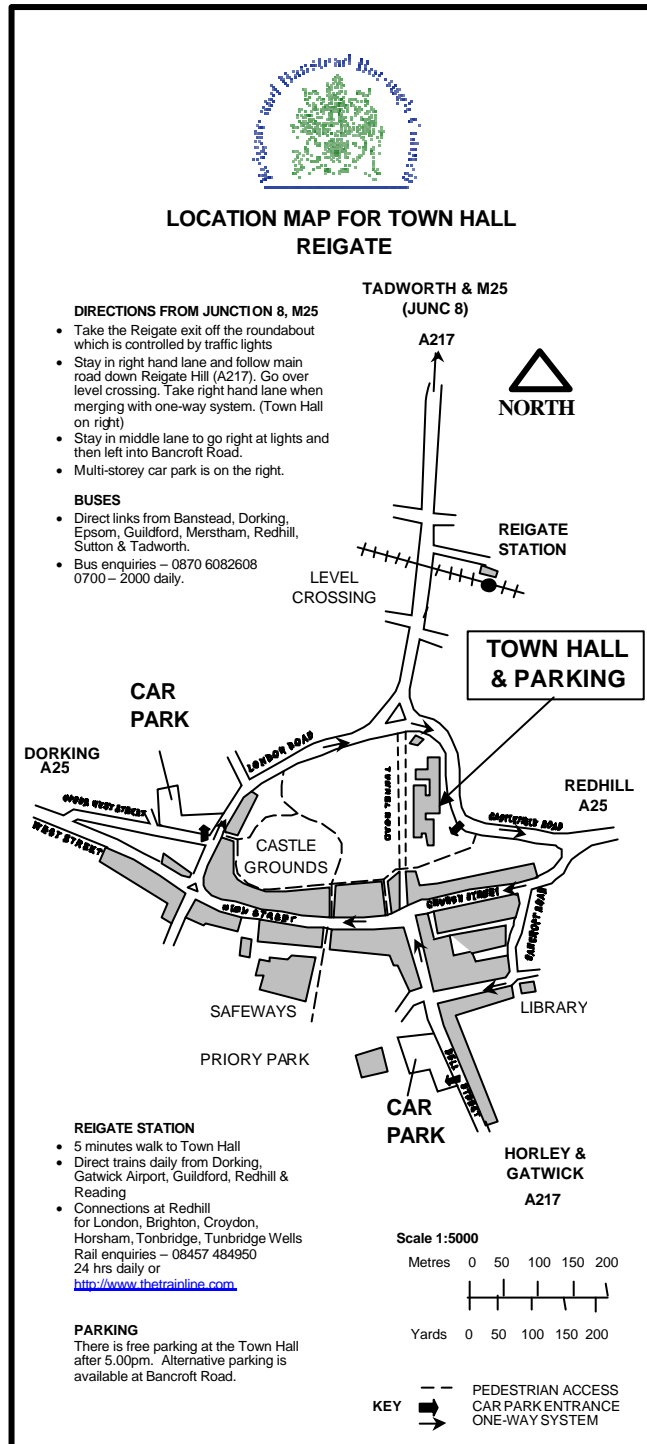 LOCATION MAP FOR TOWN HALL
REIGATE
TADWORTH & M25
(JUNC 8)
A217
NORTH
DIRECTIONS FROM JUNCTION 8, M25
• Take the Reigate exit off the roundabout
which is controlled by traffic lights
• Stay in right hand lane and follow main
road down Reigate Hill (A217). Go over
level crossing. Take right hand lane when
merging with one-way system. (Town Hall
on right)
• Stay in middle lane to go right at lights and
then left into Bancroft Road.
• Multi-storey car park is on the right.
BUSES
• Direct links from Banstead, Dorking,
Epsom, Guildford, Merstham, Redhill,
Sutton & Tadworth.
• Bus enquiries – 0870 6082608
0700 – 2000 daily.
REIGATE
STATION
LEVEL
CROSSING
TOWN HALL
& PARKING
CAR
PARK
DORKING
A25
LONDON ROAD
TUNNEL ROAD
REDHILL
A25
CASTLEFIELD ROAD
UPPER WEST STREET
WEST STREET
CASTLE
GROUNDS
CHURCH STREET
HIGH STREET
BANCROFT ROAD
SAFEWAYS
LIBRARY
PRIORY PARK
BELL STREET
CAR
PARK
HORLEY &
GATWICK
A217
REIGATE STATION
• 5 minutes walk to Town Hall
• Direct trains daily from Dorking,
Gatwick Airport, Guildford, Redhill &
Reading
• Connections at Redhill
for London, Brighton, Croydon,
Horsham, Tonbridge, Tunbridge Wells
Rail enquiries – 08457 484950
24 hrs daily or
http://www.thetrainline.com
PARKING
There is free parking at the Town Hall
after 5.00pm. Alternative parking is
available at Bancroft Road.
Scale 1:5000
Metres 0 50 100 150 200
Yards 0 50 100 150 200
KEY
PEDESTRIAN ACCESS
CAR PARK ENTRANCE
ONE-WAY SYSTEM